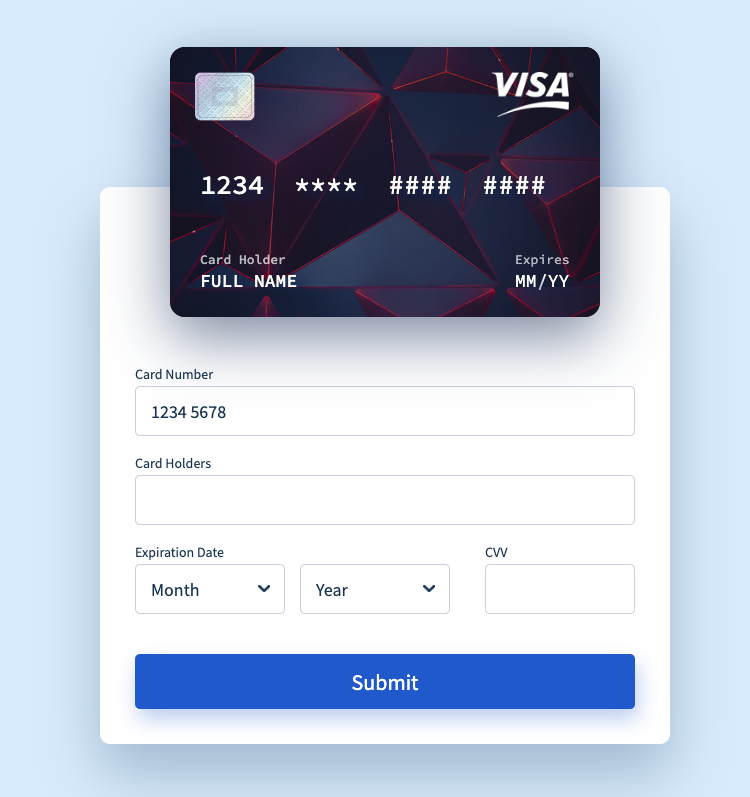 VISA®
1234 **** #### ####
Card Holder Expires
FULL NAME MM/YY
Card Number
1234 5678
Card Holders
Expiration Date CVV
Month Year
Submit